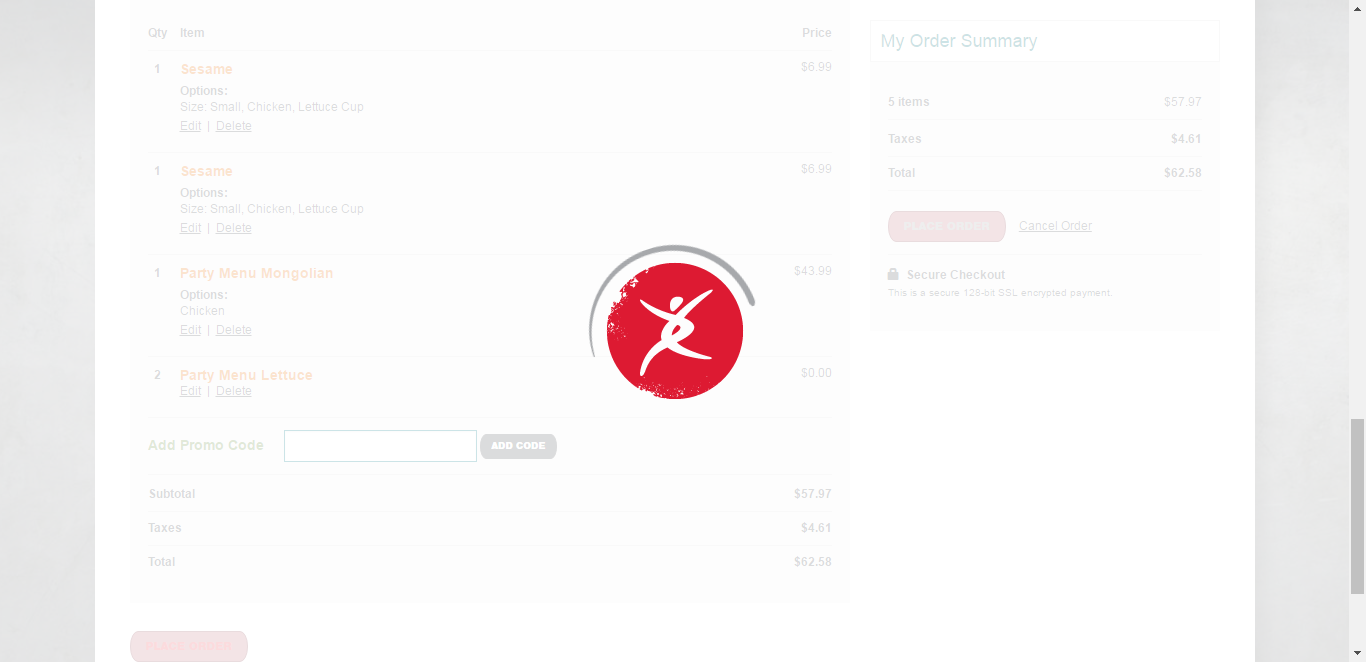 Qty Item Price
1 Sesame $6.99
Options:
Size: Small, Chicken, Lettuce Cup
Edit | Delete
1 Sesame $6.99
Options:
Size: Small, Chicken, Lettuce Cup
Edit | Delete
1 Party Menu Mongolian $43.99
Options:
Chicken
Edit | Delete
2 Party Menu Lettuce $0.00
Edit | Delete
Add Promo Code ADD CODE
Subtotal $57.97
Taxes $4.61
Total $62.58
PLACE ORDER
My Order Summary
5 items $57.97
Taxes $4.61
Total $62.58
PLACE ORDER Cancel Order
Secure Checkout
This is a secure 128-bit SSL encrypted payment.